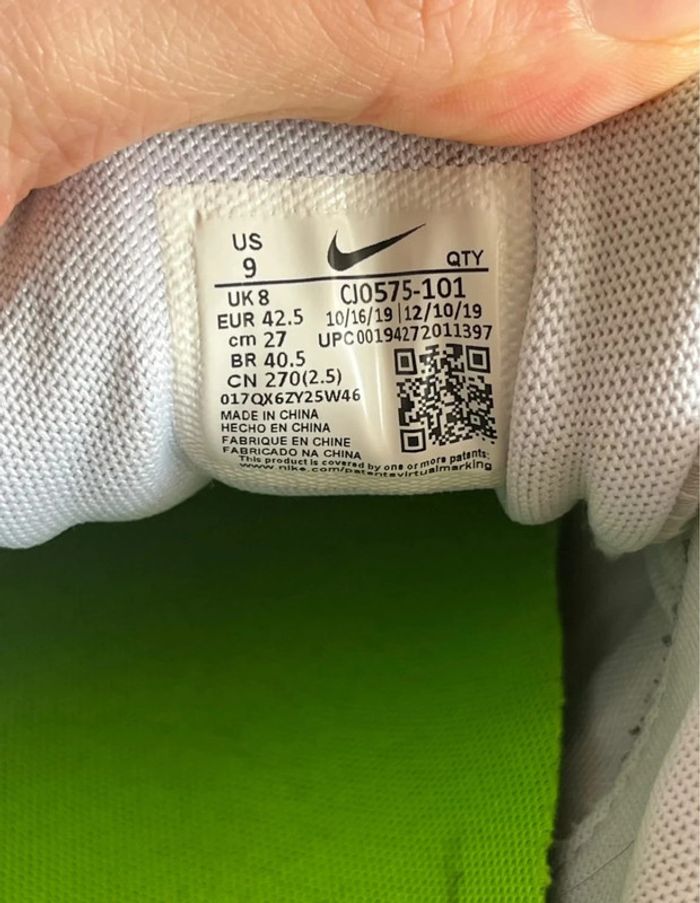 US
9
QTY
UK 8
CJ0575-101
EUR 42.5
10/16/19 | 12/10/19
cm 27
UPC00194272011397
BR 40.5
CN 270(2.5)
017QX6ZY25W46
MADE IN CHINA
HECHO EN CHINA
FABRIQUE EN CHINE
FABRICADO NA CHINA
This product is covered by one or more patents:
www.nike.com/patentsvirtualmarking